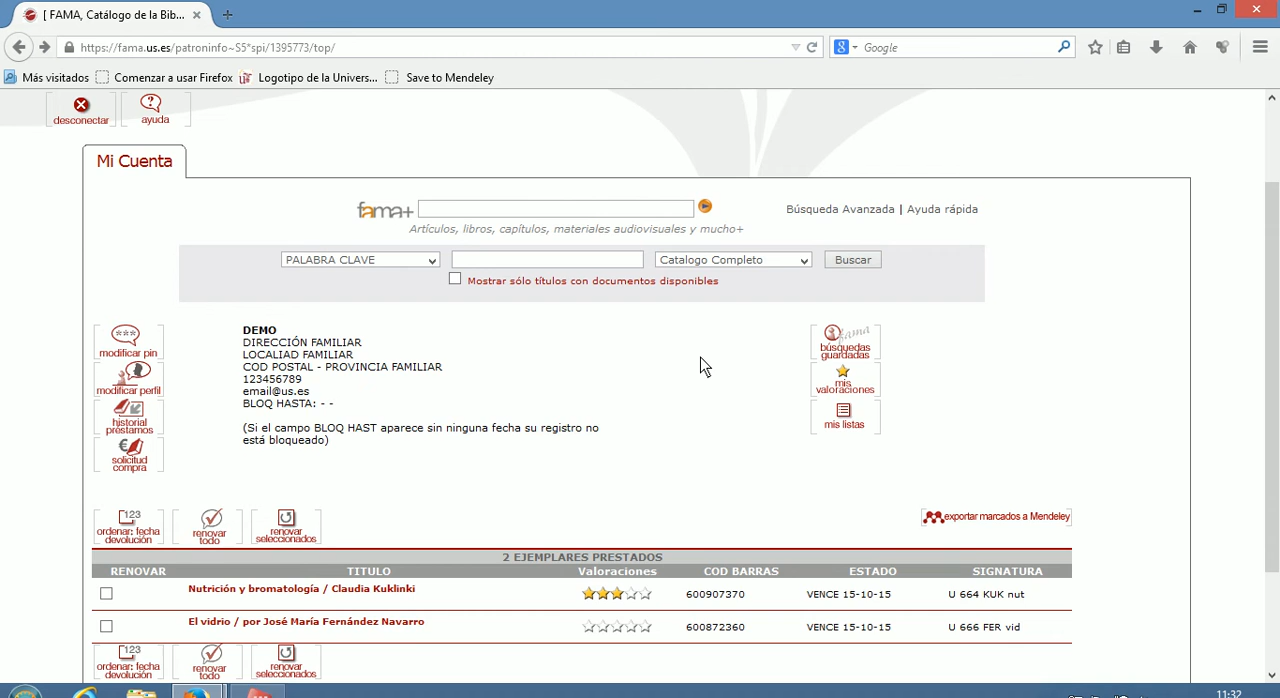 [ FAMA, Catálogo de la Bib...
https://fama.us.es/patroninfo~S5*spi/1395773/top/
Google
Más visitados Comenzar a usar Firefox Logotipo de la Univers... Save to Mendeley
desconectar ayuda
Mi Cuenta
fama+ Búsqueda Avanzada | Ayuda rápida
Artículos, libros, capítulos, materiales audiovisuales y mucho+
PALABRA CLAVE Catalogo Completo Buscar
Mostrar sólo títulos con documentos disponibles
modificar pin
modificar perfil
historial
préstamos
solicitud
compra
DEMO
DIRECCIÓN FAMILIAR
LOCALIAD FAMILIAR
COD POSTAL - PROVINCIA FAMILIAR
123456789
email@us.es
BLOQ HASTA: - -
(Si el campo BLOQ HAST aparece sin ninguna fecha su registro no
está bloqueado)
fama
búsquedas
guardadas
mis
valoraciones
mis listas
123
ordenar: fecha
devolución
renovar
todo
renovar
seleccionados
exportar marcados a Mendeley
2 EJEMPLARES PRESTADOS
RENOVAR TITULO Valoraciones COD BARRAS ESTADO SIGNATURA
Nutrición y bromatología / Claudia Kuklinki 600907370 VENCE 15-10-15 U 664 KUK nut
El vidrio / por José María Fernández Navarro 600872360 VENCE 15-10-15 U 666 FER vid
123
ordenar: fecha
devolución
renovar
todo
renovar
seleccionados
11:32